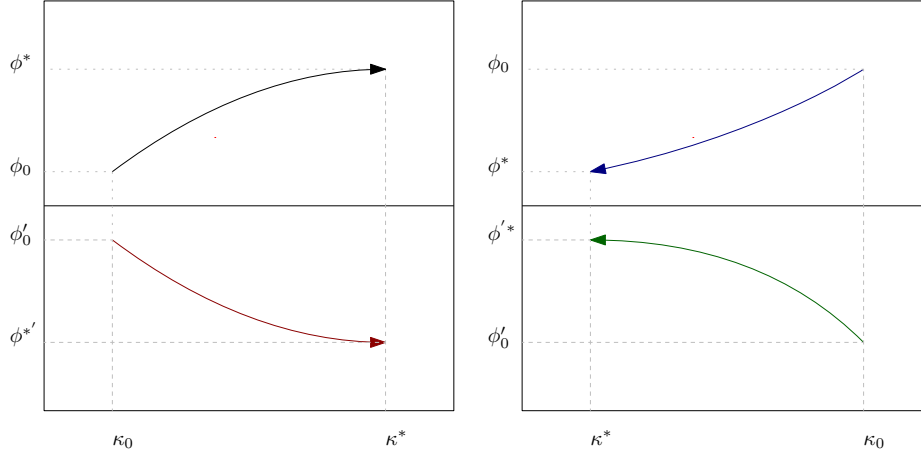 ϕ* ϕ₀
ϕ₀ ϕ*
ϕ′₀ ϕ′*
ϕ*′ ϕ′₀
κ₀ κ* κ* κ₀